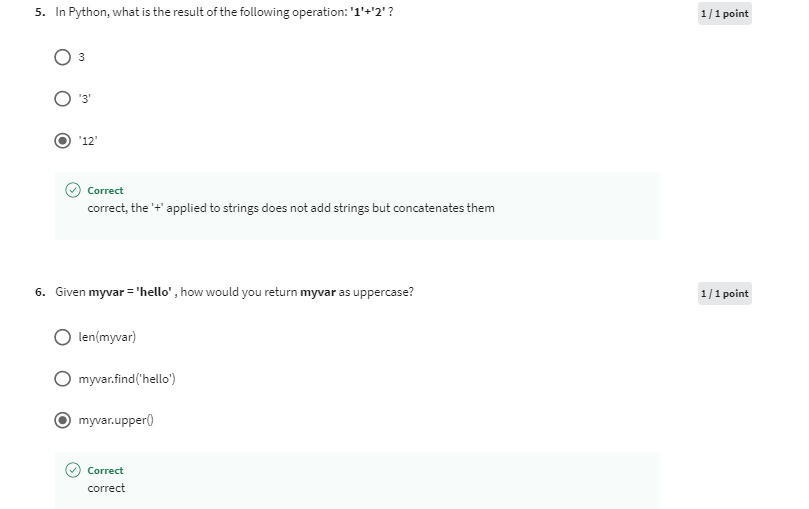 5. In Python, what is the result of the following operation: '1'+'2' ?
1 / 1 point
3
'3'
'12'
Correct
correct, the '+' applied to strings does not add strings but concatenates them
6. Given myvar = 'hello' , how would you return myvar as uppercase?
1 / 1 point
len(myvar)
myvar.find('hello')
myvar.upper()
Correct
correct